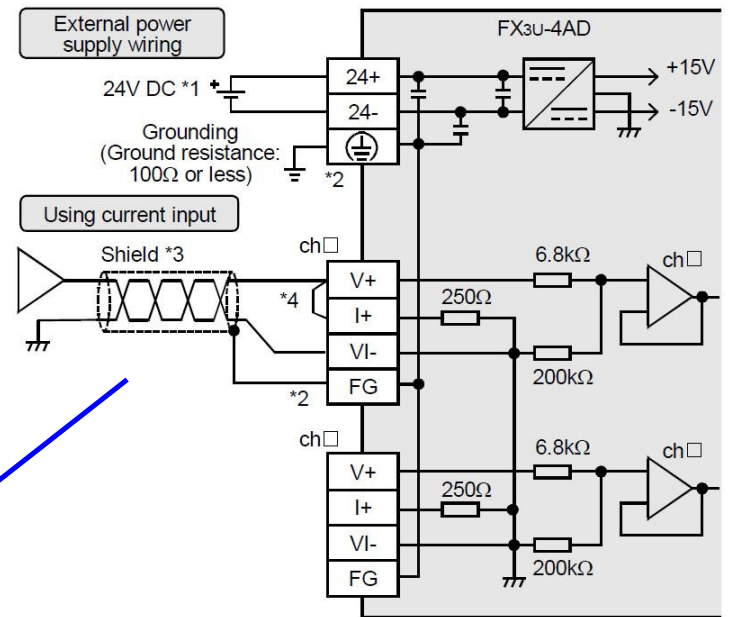 External power
supply wiring
FX3U-4AD
24V DC *1
24+
+15V
24-
-15V
Grounding
(Ground resistance:
100Ω or less)
*2
Using current input
Shield *3
ch□
V+
6.8kΩ
ch□
*4
I+
250Ω
VI-
200kΩ
*2
FG
ch□
V+
6.8kΩ
ch□
I+
250Ω
VI-
200kΩ
FG